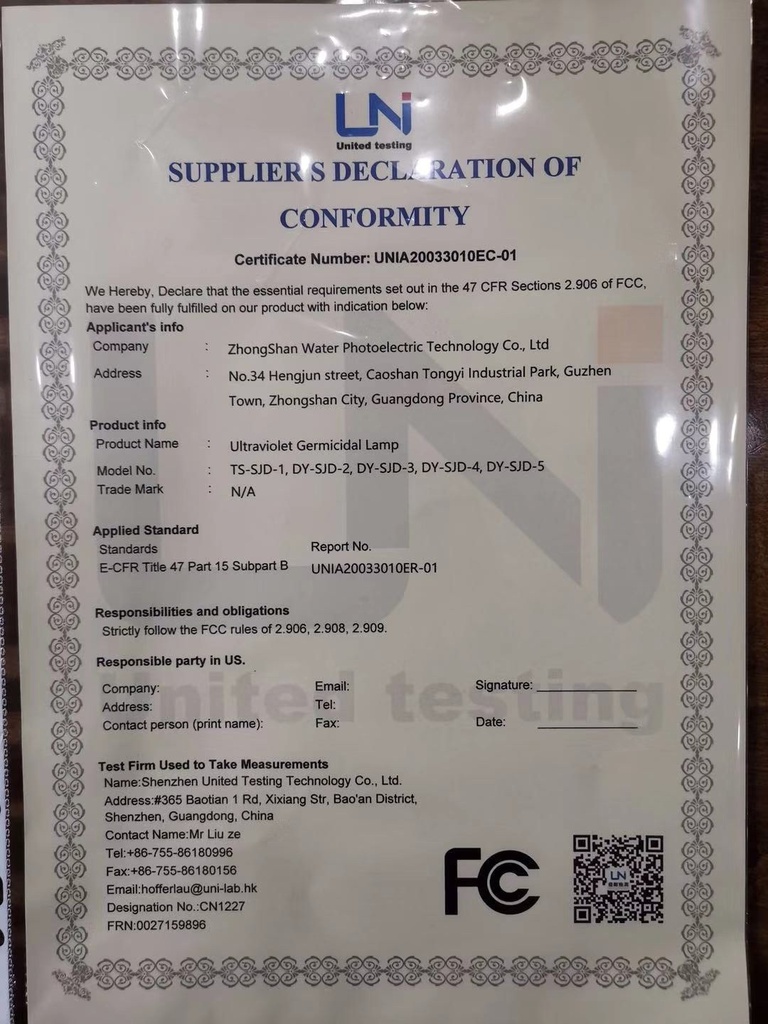 UNi
United testing
SUPPLIER'S DECLARATION OF
CONFORMITY
Certificate Number: UNIA20033010EC-01
We Hereby, Declare that the essential requirements set out in the 47 CFR Sections 2.906 of FCC,
have been fully fulfilled on our product with indication below:
Applicant's info
Company : ZhongShan Water Photoelectric Technology Co., Ltd
Address : No.34 Hengjun street, Caoshan Tongyi Industrial Park, Guzhen
Town, Zhongshan City, Guangdong Province, China
Product info
Product Name : Ultraviolet Germicidal Lamp
Model No. : TS-SJD-1, DY-SJD-2, DY-SJD-3, DY-SJD-4, DY-SJD-5
Trade Mark : N/A
Applied Standard
Standards Report No.
E-CFR Title 47 Part 15 Subpart B UNIA20033010ER-01
Responsibilities and obligations
Strictly follow the FCC rules of 2.906, 2.908, 2.909.
Responsible party in US.
Company: Email: Signature:
Address: Tel:
Contact person (print name): Fax: Date:
United testing
Test Firm Used to Take Measurements
Name:Shenzhen United Testing Technology Co., Ltd.
Address:#365 Baotian 1 Rd, Xixiang Str, Bao'an District,
Shenzhen, Guangdong, China
Contact Name:Mr Liu ze
Tel:+86-755-86180996
Fax:+86-755-86180156
Email:hofferlau@uni-lab.hk
Designation No.:CN1227
FRN:0027159896
FC